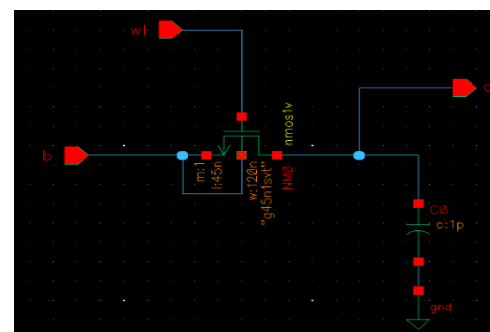 wl
nmos1v
b
m:1
l:45n
w:120n
"g45n1svt"
NM0
C0
c:1p
gnd